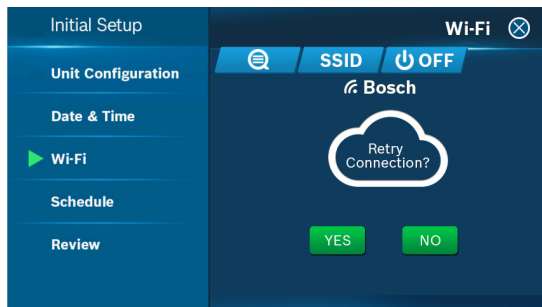 Initial Setup
Wi-Fi
Unit Configuration
Date & Time
Wi-Fi
Schedule
Review
SSID
OFF
Bosch
Retry
Connection?
YES
NO